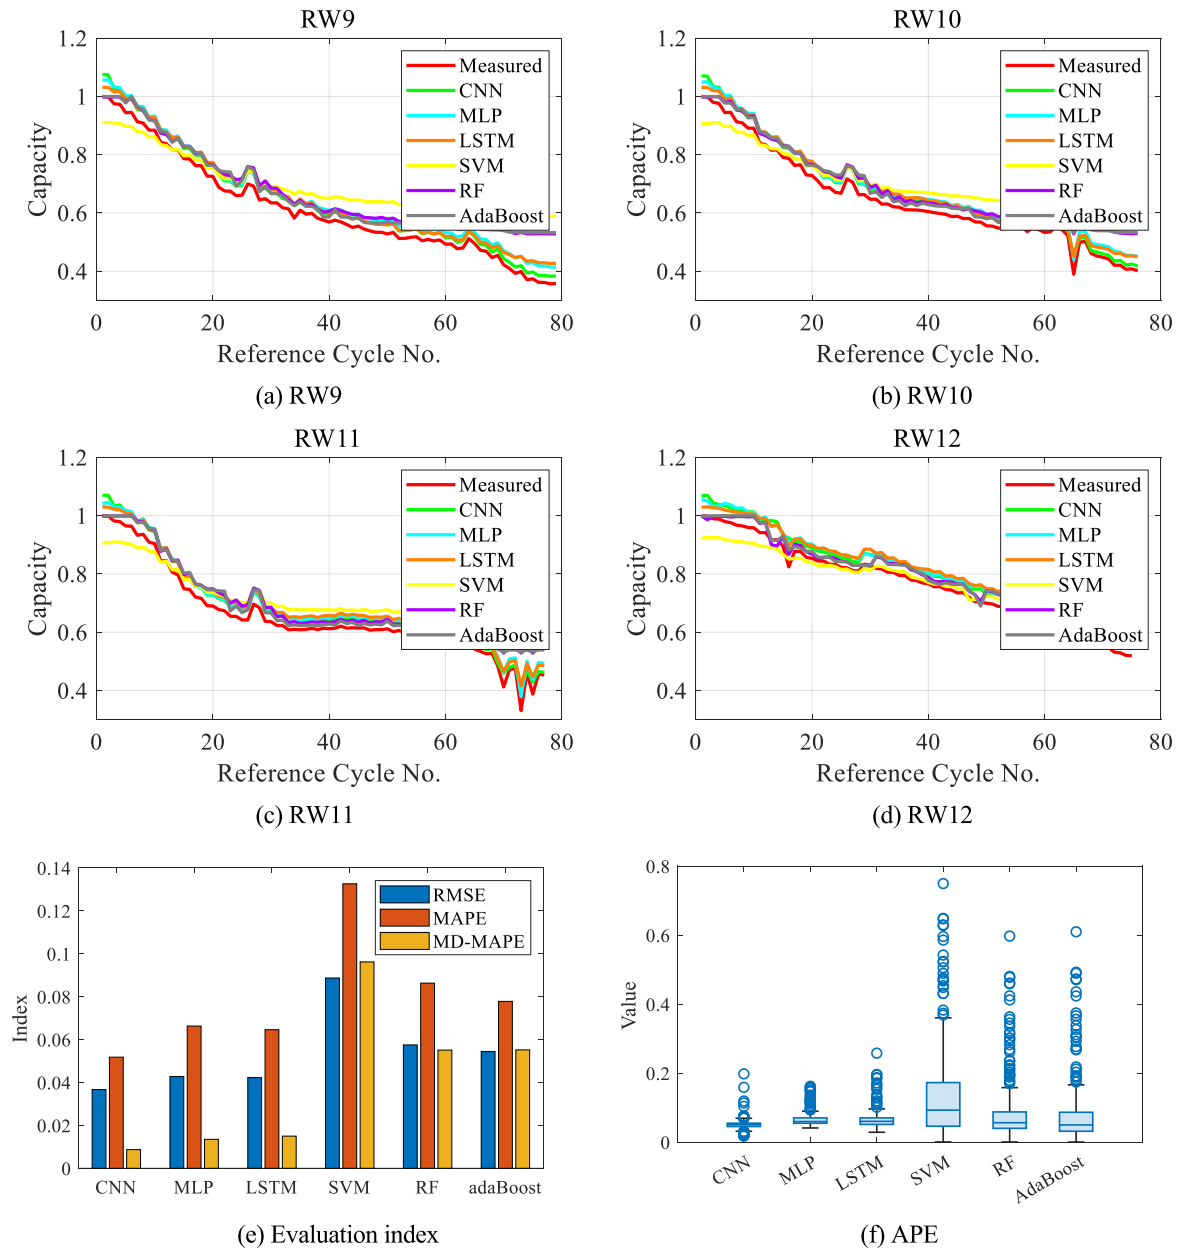 RW9
1.2
1
0.8
0.6
0.4
Capacity
Measured
CNN
MLP
LSTM
SVM
RF
AdaBoost
0 20 40 60 80
Reference Cycle No.
(a) RW9
RW10
1.2
1
0.8
0.6
0.4
Capacity
Measured
CNN
MLP
LSTM
SVM
RF
AdaBoost
0 20 40 60 80
Reference Cycle No.
(b) RW10
RW11
1.2
1
0.8
0.6
0.4
Capacity
Measured
CNN
MLP
LSTM
SVM
RF
AdaBoost
0 20 40 60 80
Reference Cycle No.
(c) RW11
RW12
1.2
1
0.8
0.6
0.4
Capacity
Measured
CNN
MLP
LSTM
SVM
RF
AdaBoost
0 20 40 60 80
Reference Cycle No.
(d) RW12
0.14
0.12
0.1
0.08
0.06
0.04
0.02
0
Index
RMSE
MAPE
MD-MAPE
CNN MLP LSTM SVM RF adaBoost
(e) Evaluation index
0.8
0.6
0.4
0.2
0
Value
CNN MLP LSTM SVM RF AdaBoost
(f) APE